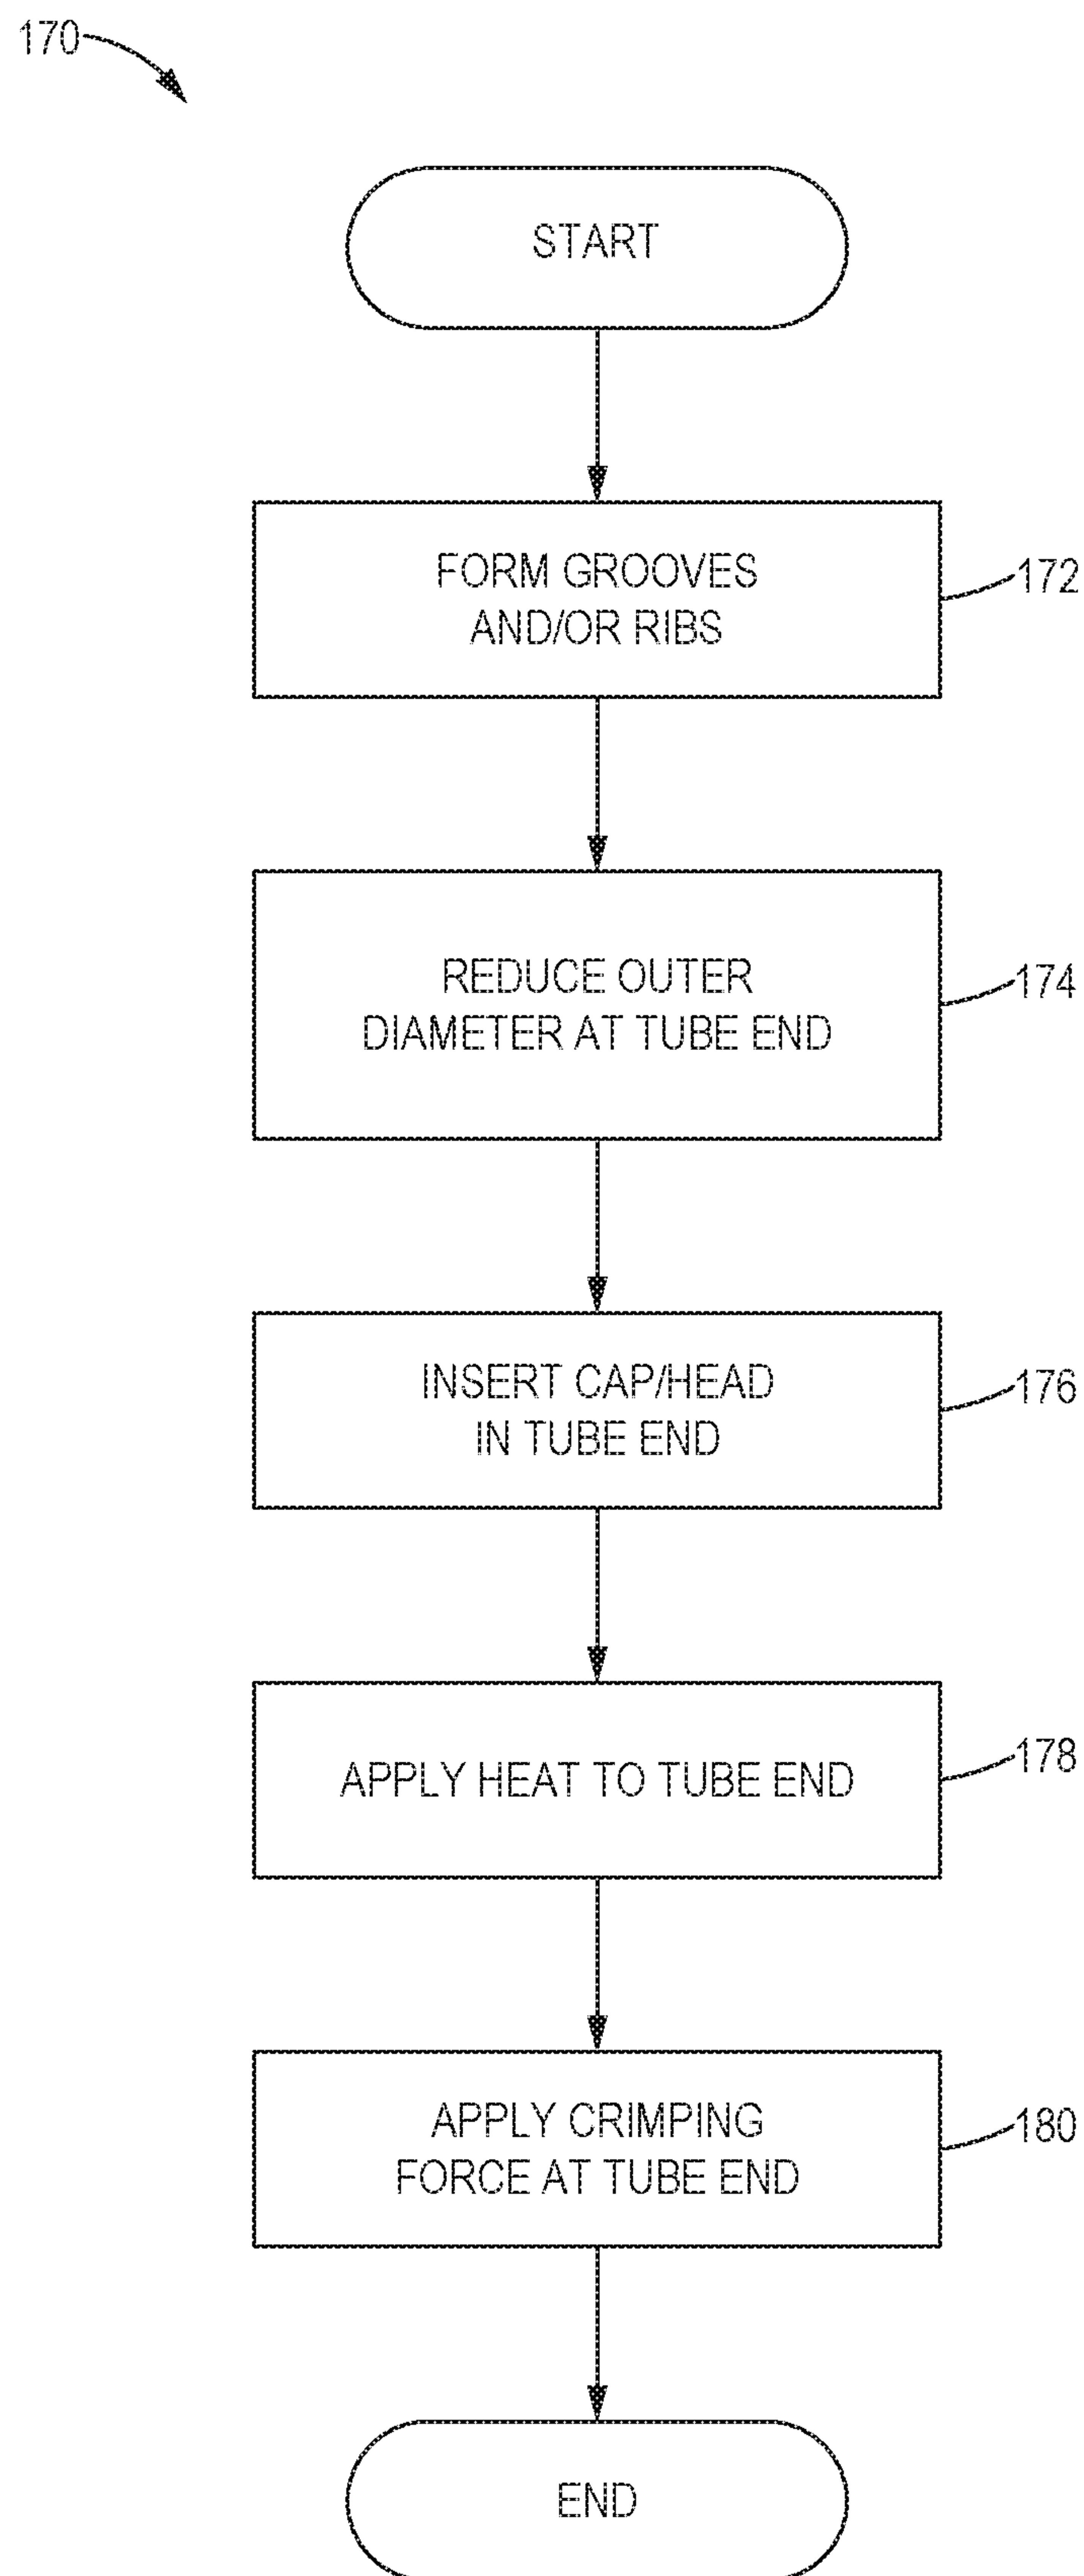 170
START
FORM GROOVES
AND/OR RIBS
172
REDUCE OUTER
DIAMETER AT TUBE END
174
INSERT CAP/HEAD
IN TUBE END
176
APPLY HEAT TO TUBE END
178
APPLY CRIMPING
FORCE AT TUBE END
180
END